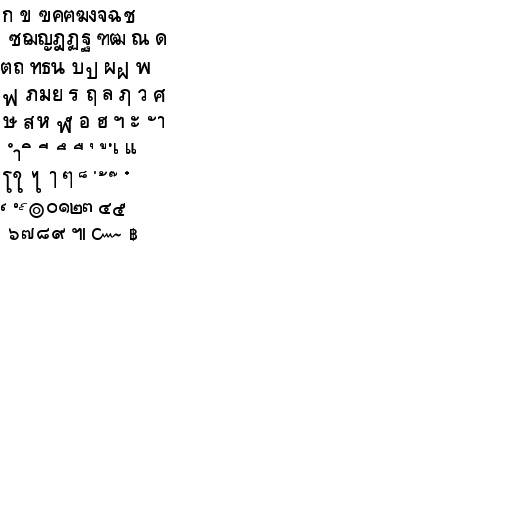 ก ข ฃคฅฆงจฉช
ซฌญฎฏฐ ฑฒ ณ ด
ตถ ทธน บป ผฝ พ
ฟ ภมย ร ฤ ล ฦ ว ศ
ษ สห ฬ อ ฮ ฯ ะ ั า
ำ ิ ี ึ ื ุ ู ฺ เ แ
โใ ไ ๅ ๆ ็ ่ ้ ๊ ๋
์ ํ ๎ ๏๐๑๒๓ ๔๕
๖๗๘๙ ๚ ๛ ฿